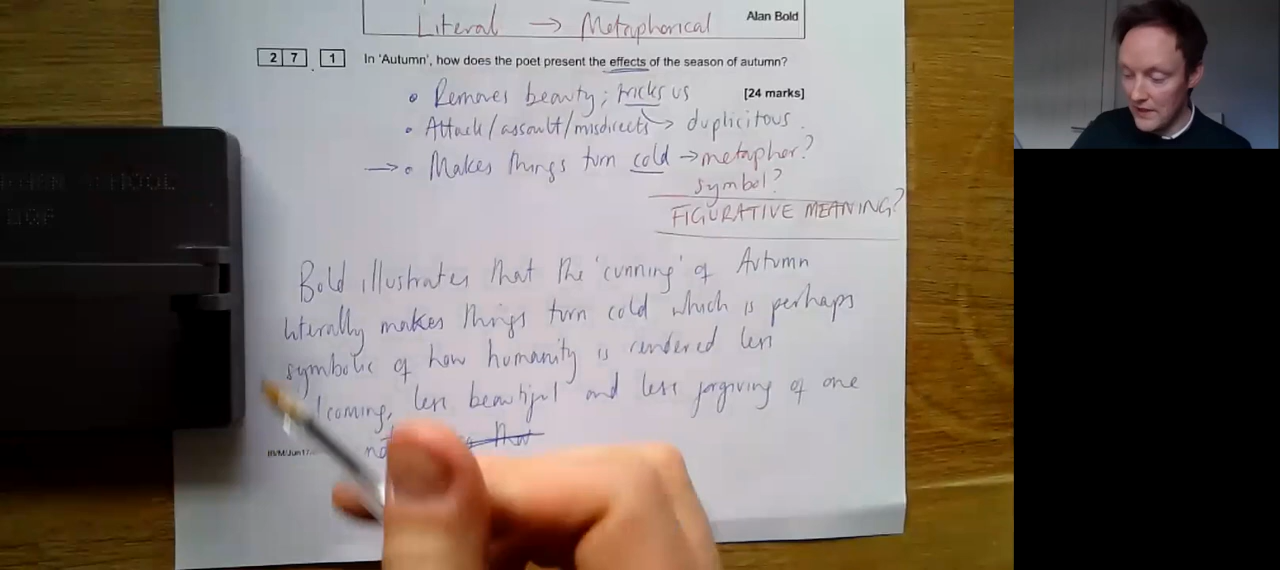 Literal → Metaphorical
Alan Bold
2 7 . 1 In 'Autumn', how does the poet present the effects of the season of autumn?
[24 marks]
• Removes beauty; tricks us
• Attack/assault/misdirects → duplicitous.
→ • Makes things turn cold → metaphor?
symbol?
FIGURATIVE MEANING?
Bold illustrates that the 'cunning' of Autumn
literally makes things turn cold which is perhaps
symbolic of how humanity is rendered less
less beautiful and less forgiving of one